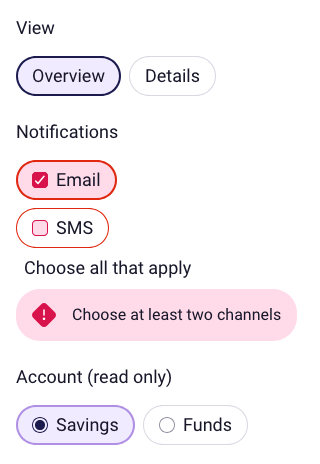 View
Overview Details
Notifications
Email
SMS
Choose all that apply
Choose at least two channels
Account (read only)
Savings Funds